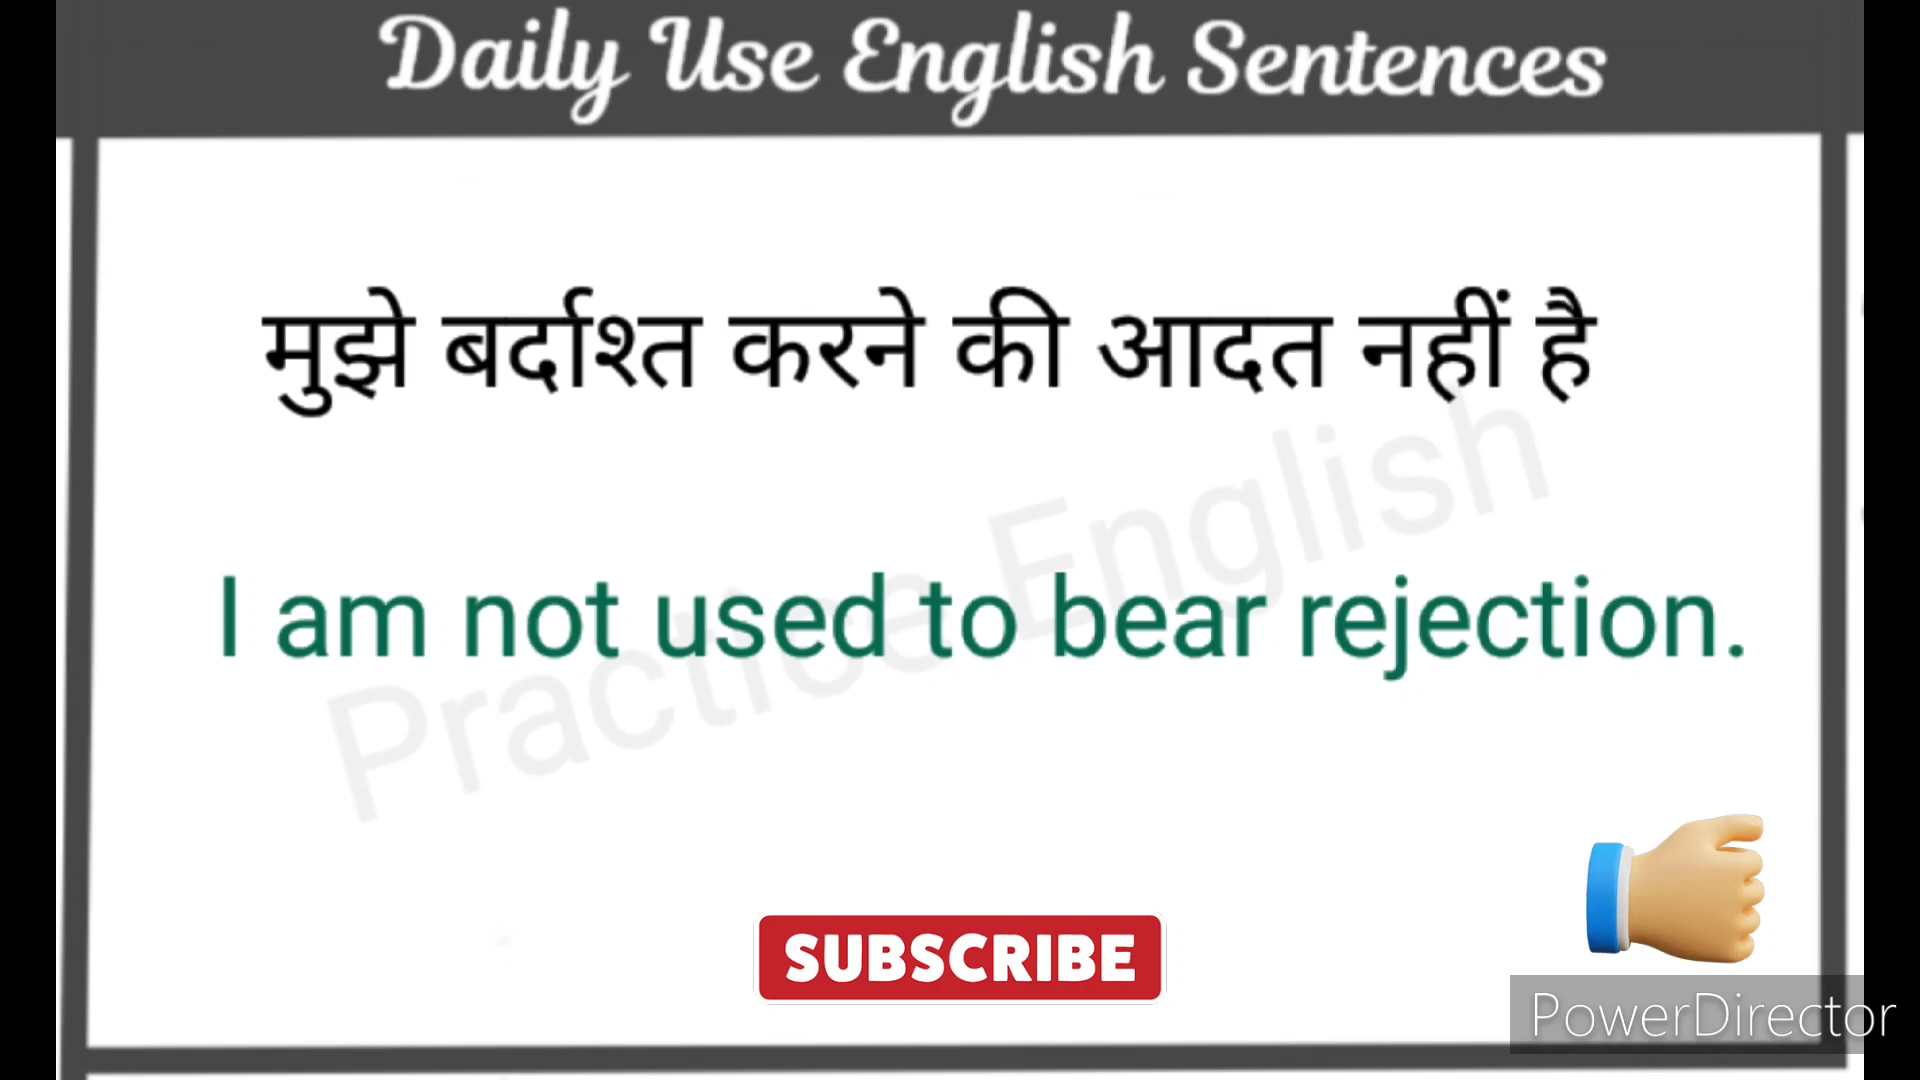 Daily Use English Sentences
मुझे बर्दाश्त करने की आदत नहीं है
Practice English
I am not used to bear rejection.
SUBSCRIBE
PowerDirector